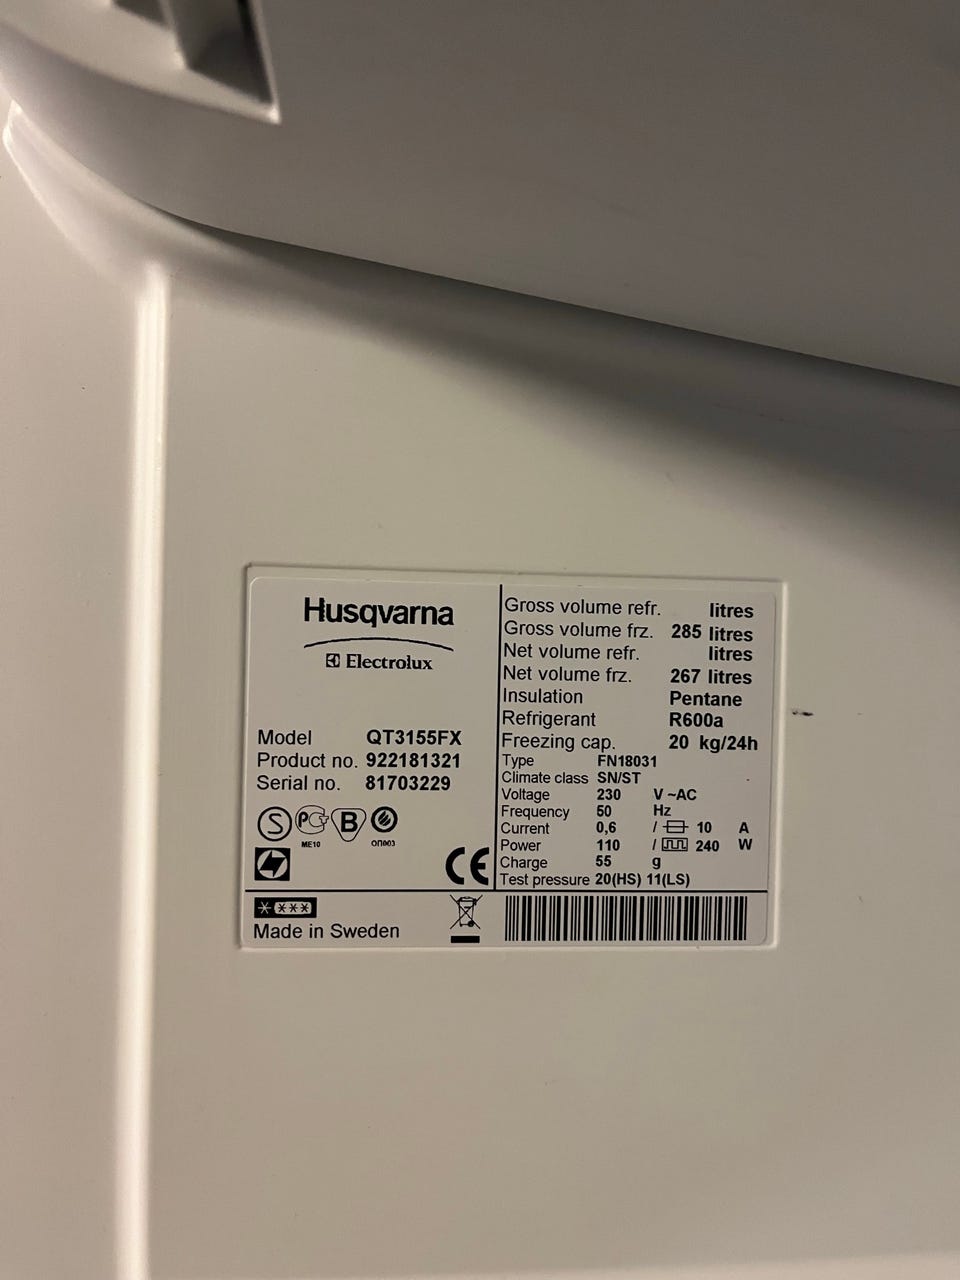 Husqvarna
Electrolux
Model QT3155FX
Product no. 922181321
Serial no. 81703229
S PG B
ME10 ОП003
CE
Made in Sweden
Gross volume refr. litres
Gross volume frz. 285 litres
Net volume refr. litres
Net volume frz. 267 litres
Insulation Pentane
Refrigerant R600a
Freezing cap. 20 kg/24h
Type FN18031
Climate class SN/ST
Voltage 230 V ~AC
Frequency 50 Hz
Current 0,6 / 10 A
Power 110 / 240 W
Charge 55 g
Test pressure 20(HS) 11(LS)